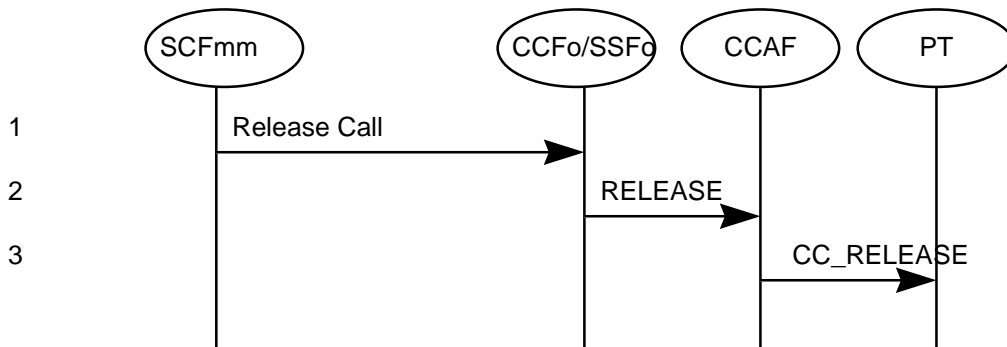 SCFmm CCFo/SSFo CCAF PT
1 Release Call
2 RELEASE
3 CC_RELEASE